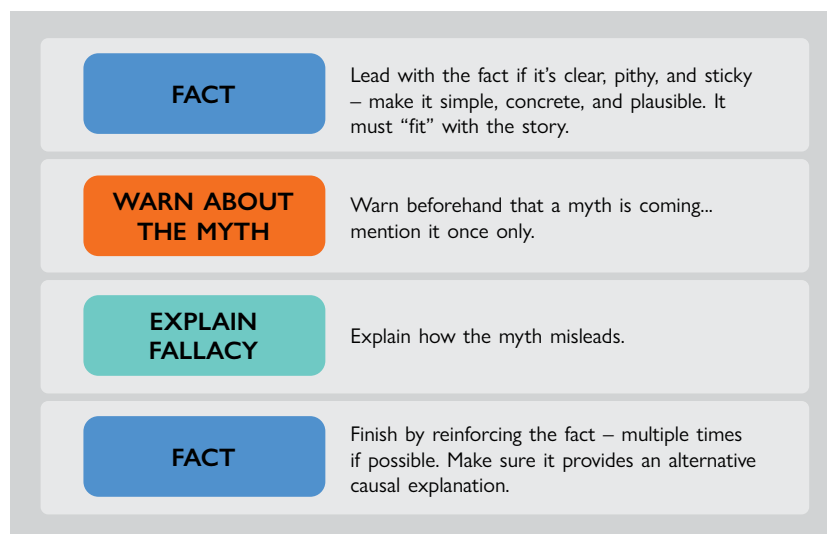 FACT
Lead with the fact if it's clear, pithy, and sticky
– make it simple, concrete, and plausible. It
must “fit” with the story.
WARN ABOUT
THE MYTH
Warn beforehand that a myth is coming...
mention it once only.
EXPLAIN
FALLACY
Explain how the myth misleads.
FACT
Finish by reinforcing the fact – multiple times
if possible. Make sure it provides an alternative
causal explanation.